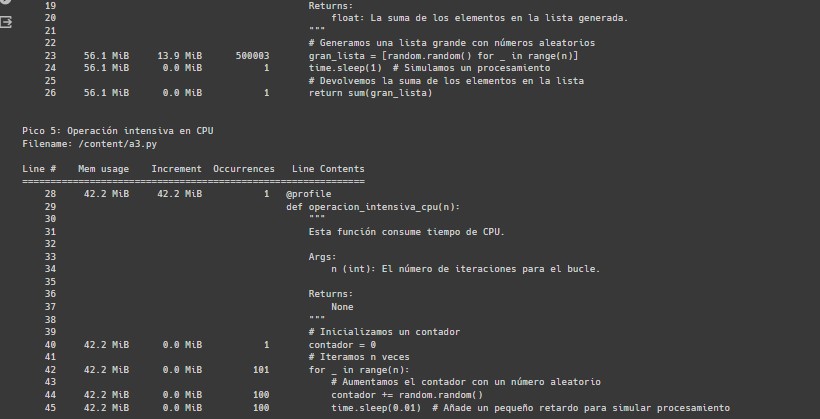 19 Returns:
20 float: La suma de los elementos en la lista generada.
21 """
22 # Generamos una lista grande con números aleatorios
23 56.1 MiB 13.9 MiB 500003 gran_lista = [random.random() for _ in range(n)]
24 56.1 MiB 0.0 MiB 1 time.sleep(1) # Simulamos un procesamiento
25 # Devolvemos la suma de los elementos en la lista
26 56.1 MiB 0.0 MiB 1 return sum(gran_lista)
Pico 5: Operación intensiva en CPU
Filename: /content/a3.py
Line # Mem usage Increment Occurrences Line Contents
=============================================================
28 42.2 MiB 42.2 MiB 1 @profile
29 def operacion_intensiva_cpu(n):
30 """
31 Esta función consume tiempo de CPU.
32
33 Args:
34 n (int): El número de iteraciones para el bucle.
35
36 Returns:
37 None
38 """
39 # Inicializamos un contador
40 42.2 MiB 0.0 MiB 1 contador = 0
41 # Iteramos n veces
42 42.2 MiB 0.0 MiB 101 for _ in range(n):
43 # Aumentamos el contador con un número aleatorio
44 42.2 MiB 0.0 MiB 100 contador += random.random()
45 42.2 MiB 0.0 MiB 100 time.sleep(0.01) # Añade un pequeño retardo para simular procesamiento